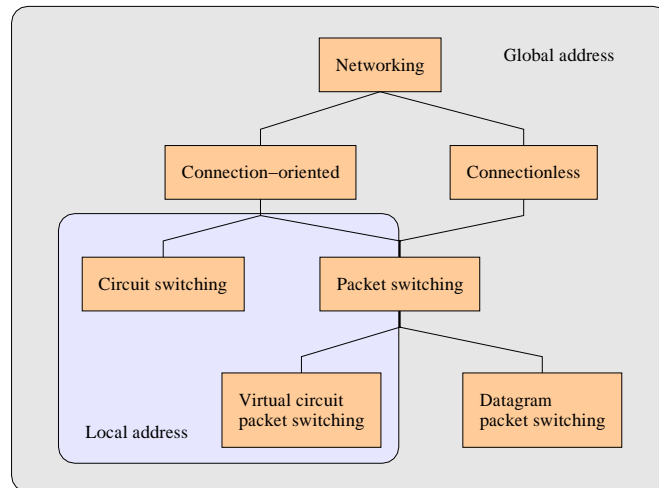 Global address
Networking
Connection−oriented
Connectionless
Circuit switching
Packet switching
Virtual circuit
packet switching
Datagram
packet switching
Local address